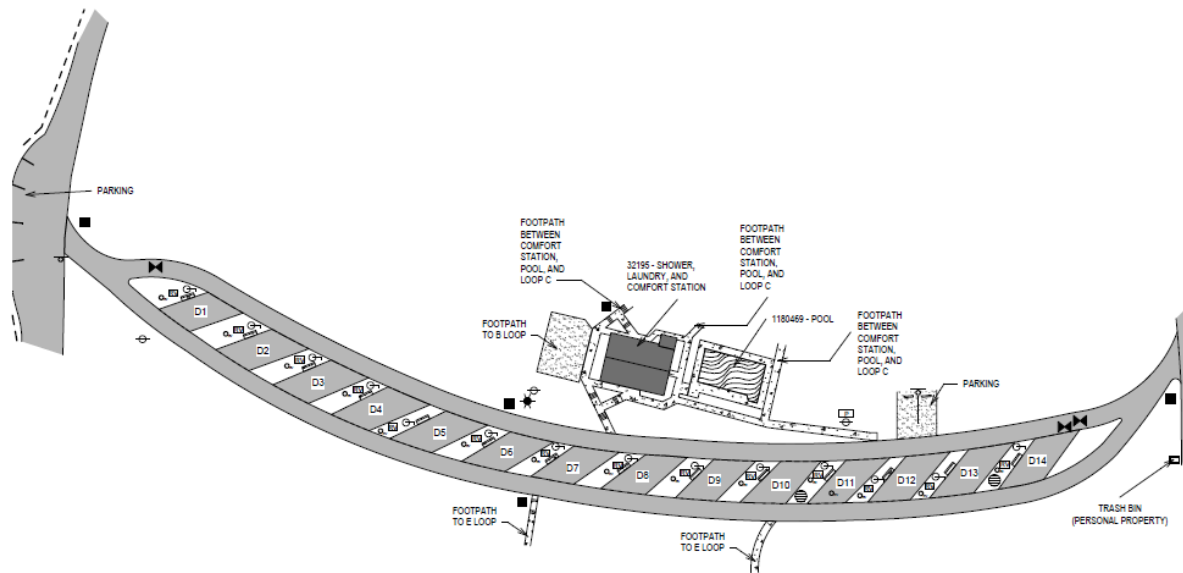 PARKING
FOOTPATH
BETWEEN
COMFORT
STATION,
POOL, AND
LOOP C
32195 - SHOWER,
LAUNDRY, AND
COMFORT STATION
FOOTPATH
BETWEEN
COMFORT
STATION,
POOL, AND
LOOP C
1180469 - POOL
FOOTPATH
BETWEEN
COMFORT
STATION,
POOL, AND
LOOP C
FOOTPATH
TO B LOOP
PARKING
D1
D2
D3
D4
D5
D6
D7
D8
D9
D10
D11
D12
D13
D14
FOOTPATH
TO E LOOP
FOOTPATH
TO E LOOP
TRASH BIN
(PERSONAL PROPERTY)